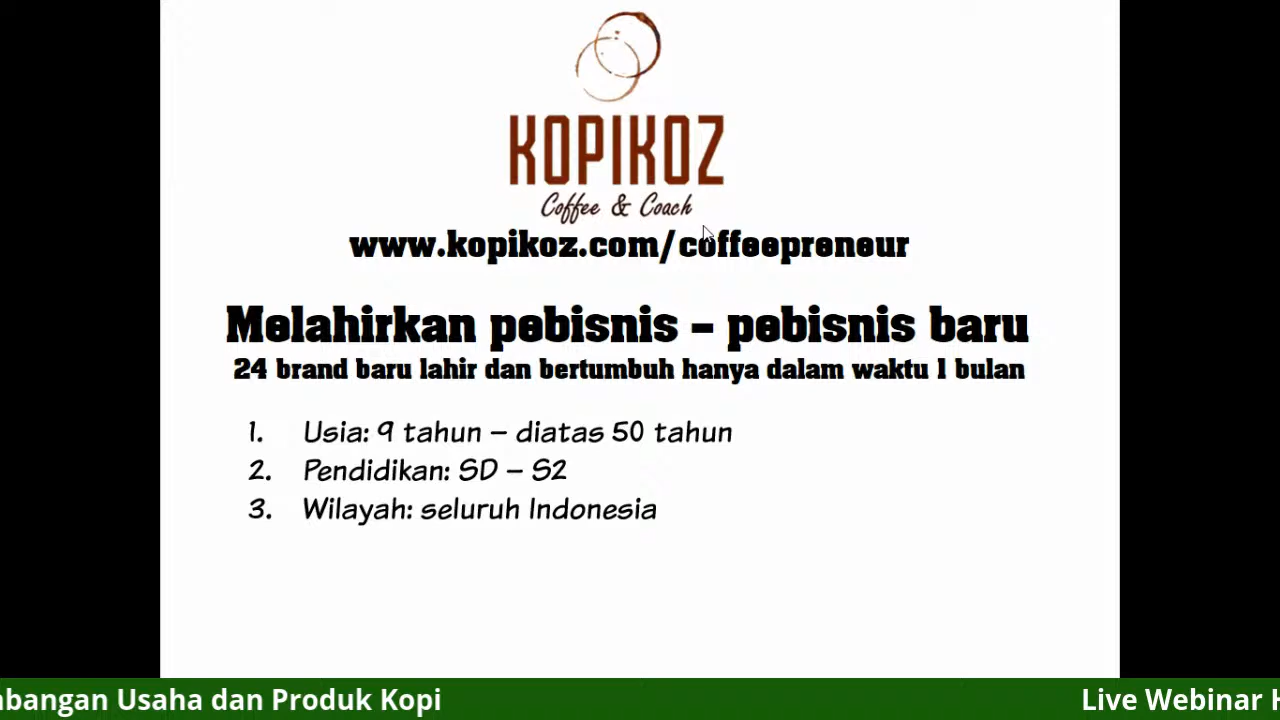 KOPIKOZ
Coffee & Coach
www.kopikoz.com/coffeepreneur
Melahirkan pebisnis – pebisnis baru
24 brand baru lahir dan bertumbuh hanya dalam waktu 1 bulan
1. Usia: 9 tahun – diatas 50 tahun
2. Pendidikan: SD – S2
3. Wilayah: seluruh Indonesia
Usaha dan Produk Kopi
Live Webinar